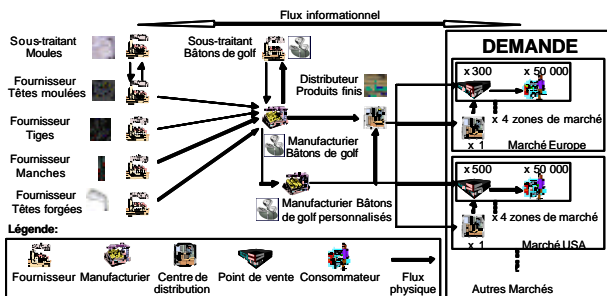 Flux informationnel
Sous-traitant
Moules
Sous-traitant
Bâtons de golf
Fournisseur
Têtes moulées
Distributeur
Produits finis
Fournisseur
Tiges
Manufacturier
Bâtons de golf
Fournisseur
Manches
Manufacturier Bâtons
de golf personnalisés
Fournisseur
Têtes forgées
DEMANDE
x 300
x 50 000
x 4 zones de marché
x 1
Marché Europe
x 500
x 50 000
x 4 zones de marché
x 1
Marché USA
Autres Marchés
Légende:
Fournisseur
Manufacturier
Centre de
distribution
Point de vente
Consommateur
Flux
physique